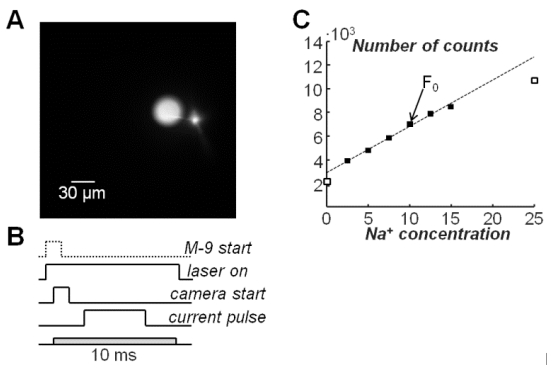 A
30 µm
B
M-9 start
laser on
camera start
current pulse
10 ms
C
·10³
Number of counts
14
12
10
8
6
4
2
F₀
0 5 10 15 20 25
Na⁺ concentration